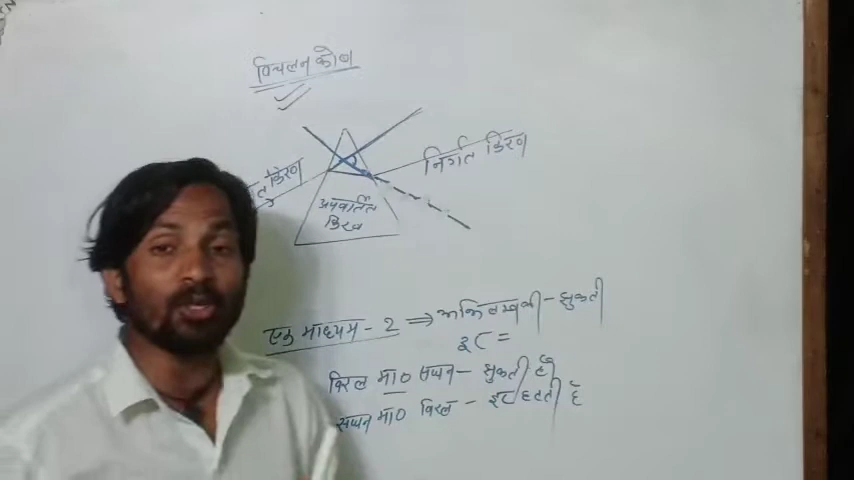 विचलन कोण
त किरण
निर्गत किरण
अपवर्तित
किरण
एक माध्यम - 2 ⇒ अभिलम्ब की - झुकती
दूर =
विरल मा० सघन - झुकती है
सघन मा० विरल - दूर हटती है